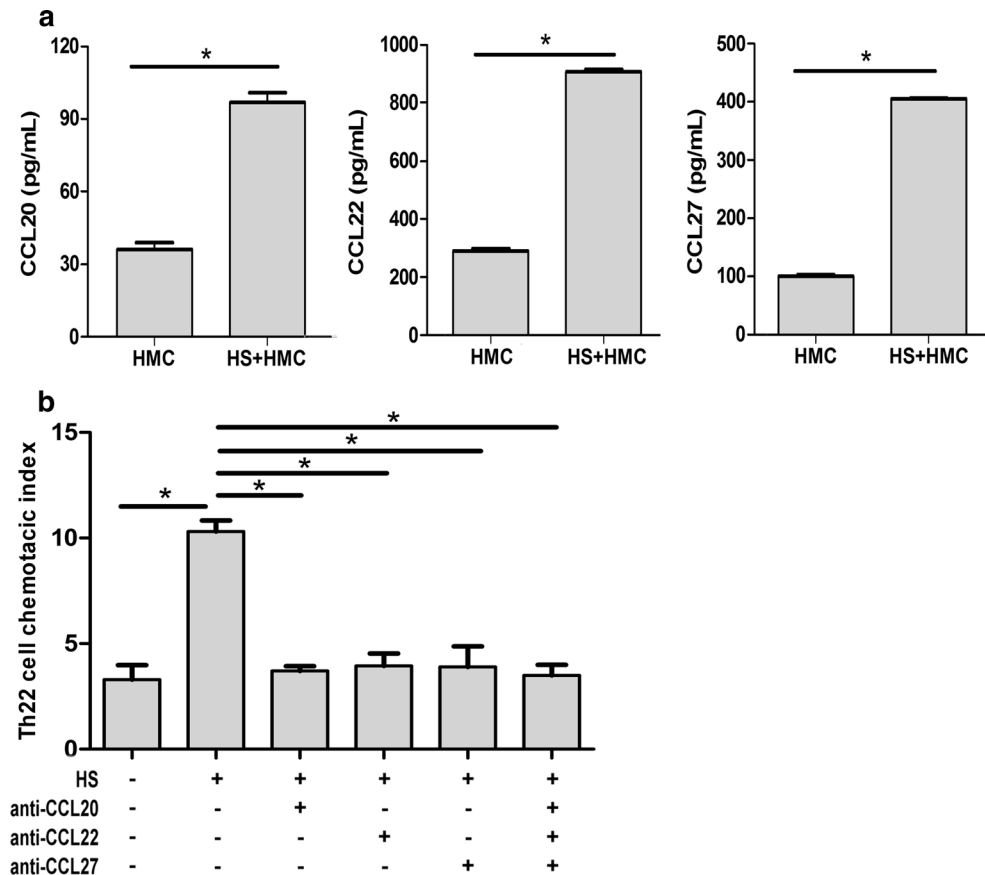 a
CCL20 (pg/mL)
120
90
60
30
0
*
HMC
HS+HMC
CCL22 (pg/mL)
1000
800
600
400
200
0
*
HMC
HS+HMC
CCL27 (pg/mL)
500
400
300
200
100
0
*
HMC
HS+HMC
b
Th22 cell chemotacic index
15
10
5
0
*
*
*
*
*
HS - + + + + +
anti-CCL20 - - + - - +
anti-CCL22 - - - + - +
anti-CCL27 - - - - + +